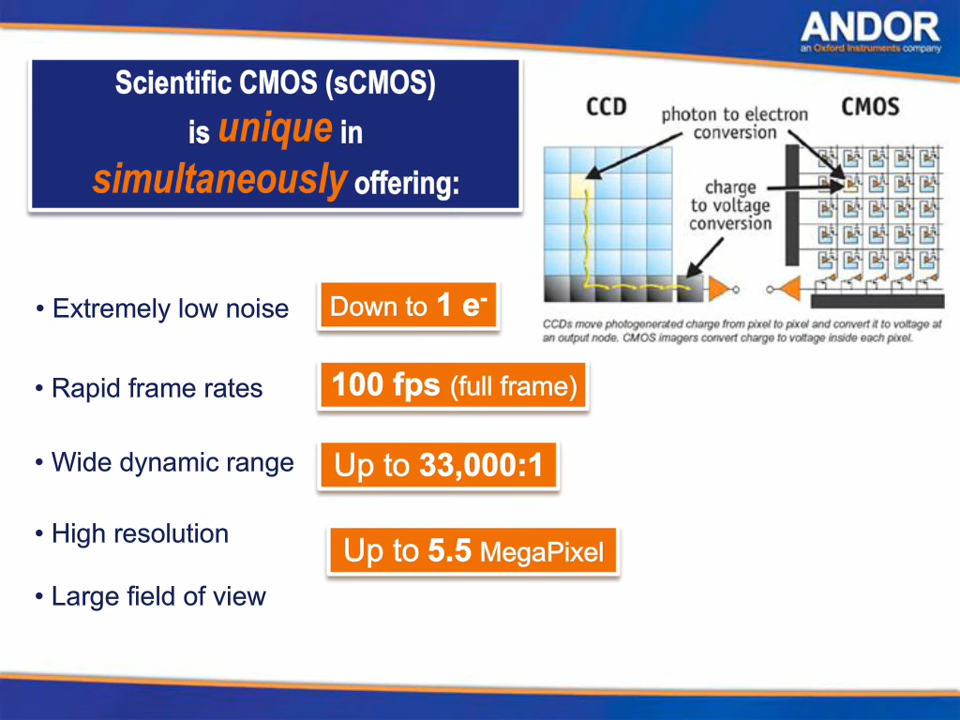 ANDOR
an Oxford Instruments company
Scientific CMOS (sCMOS)
is unique in
simultaneously offering:
CCD
photon to electron
conversion
CMOS
charge
to voltage
conversion
CCDs move photogenerated charge from pixel to pixel and convert it to voltage at
an output node. CMOS imagers convert charge to voltage inside each pixel.
• Extremely low noise
Down to 1 e-
• Rapid frame rates
100 fps (full frame)
• Wide dynamic range
Up to 33,000:1
• High resolution
Up to 5.5 MegaPixel
• Large field of view